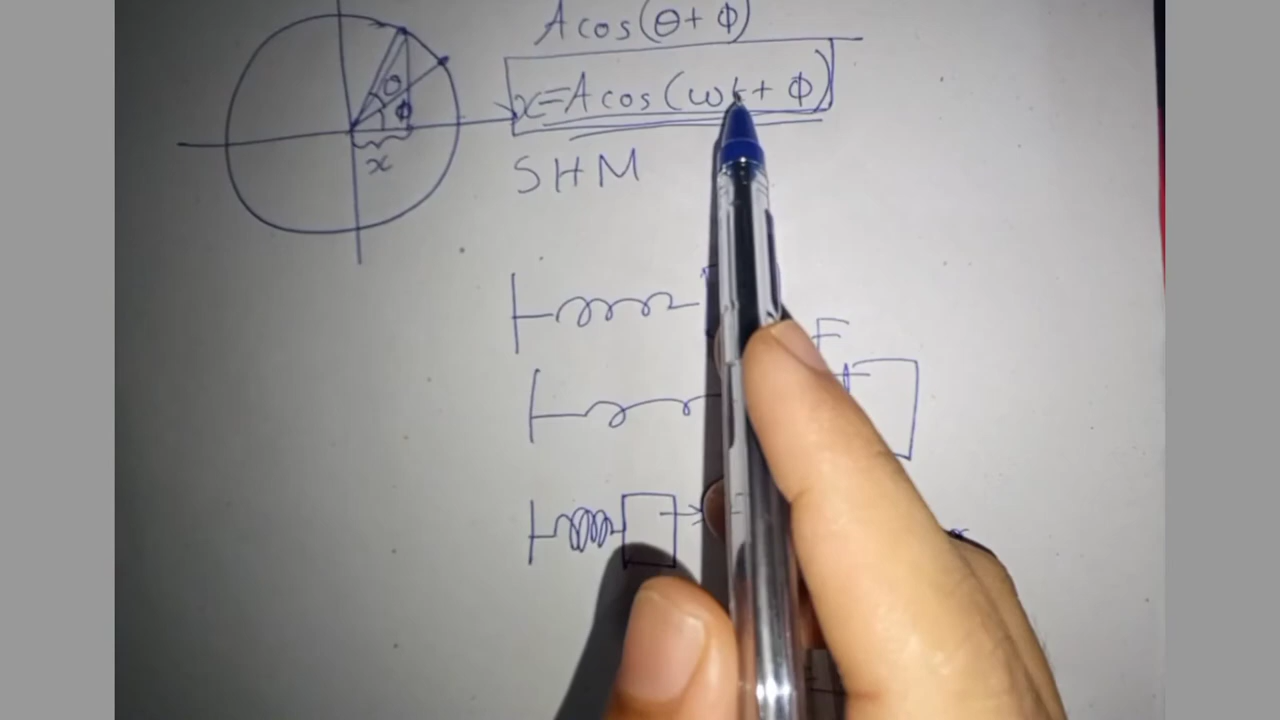 A cos(θ + ϕ)
x = A cos(ωt + ϕ)
θ
ϕ
x
SHM
F